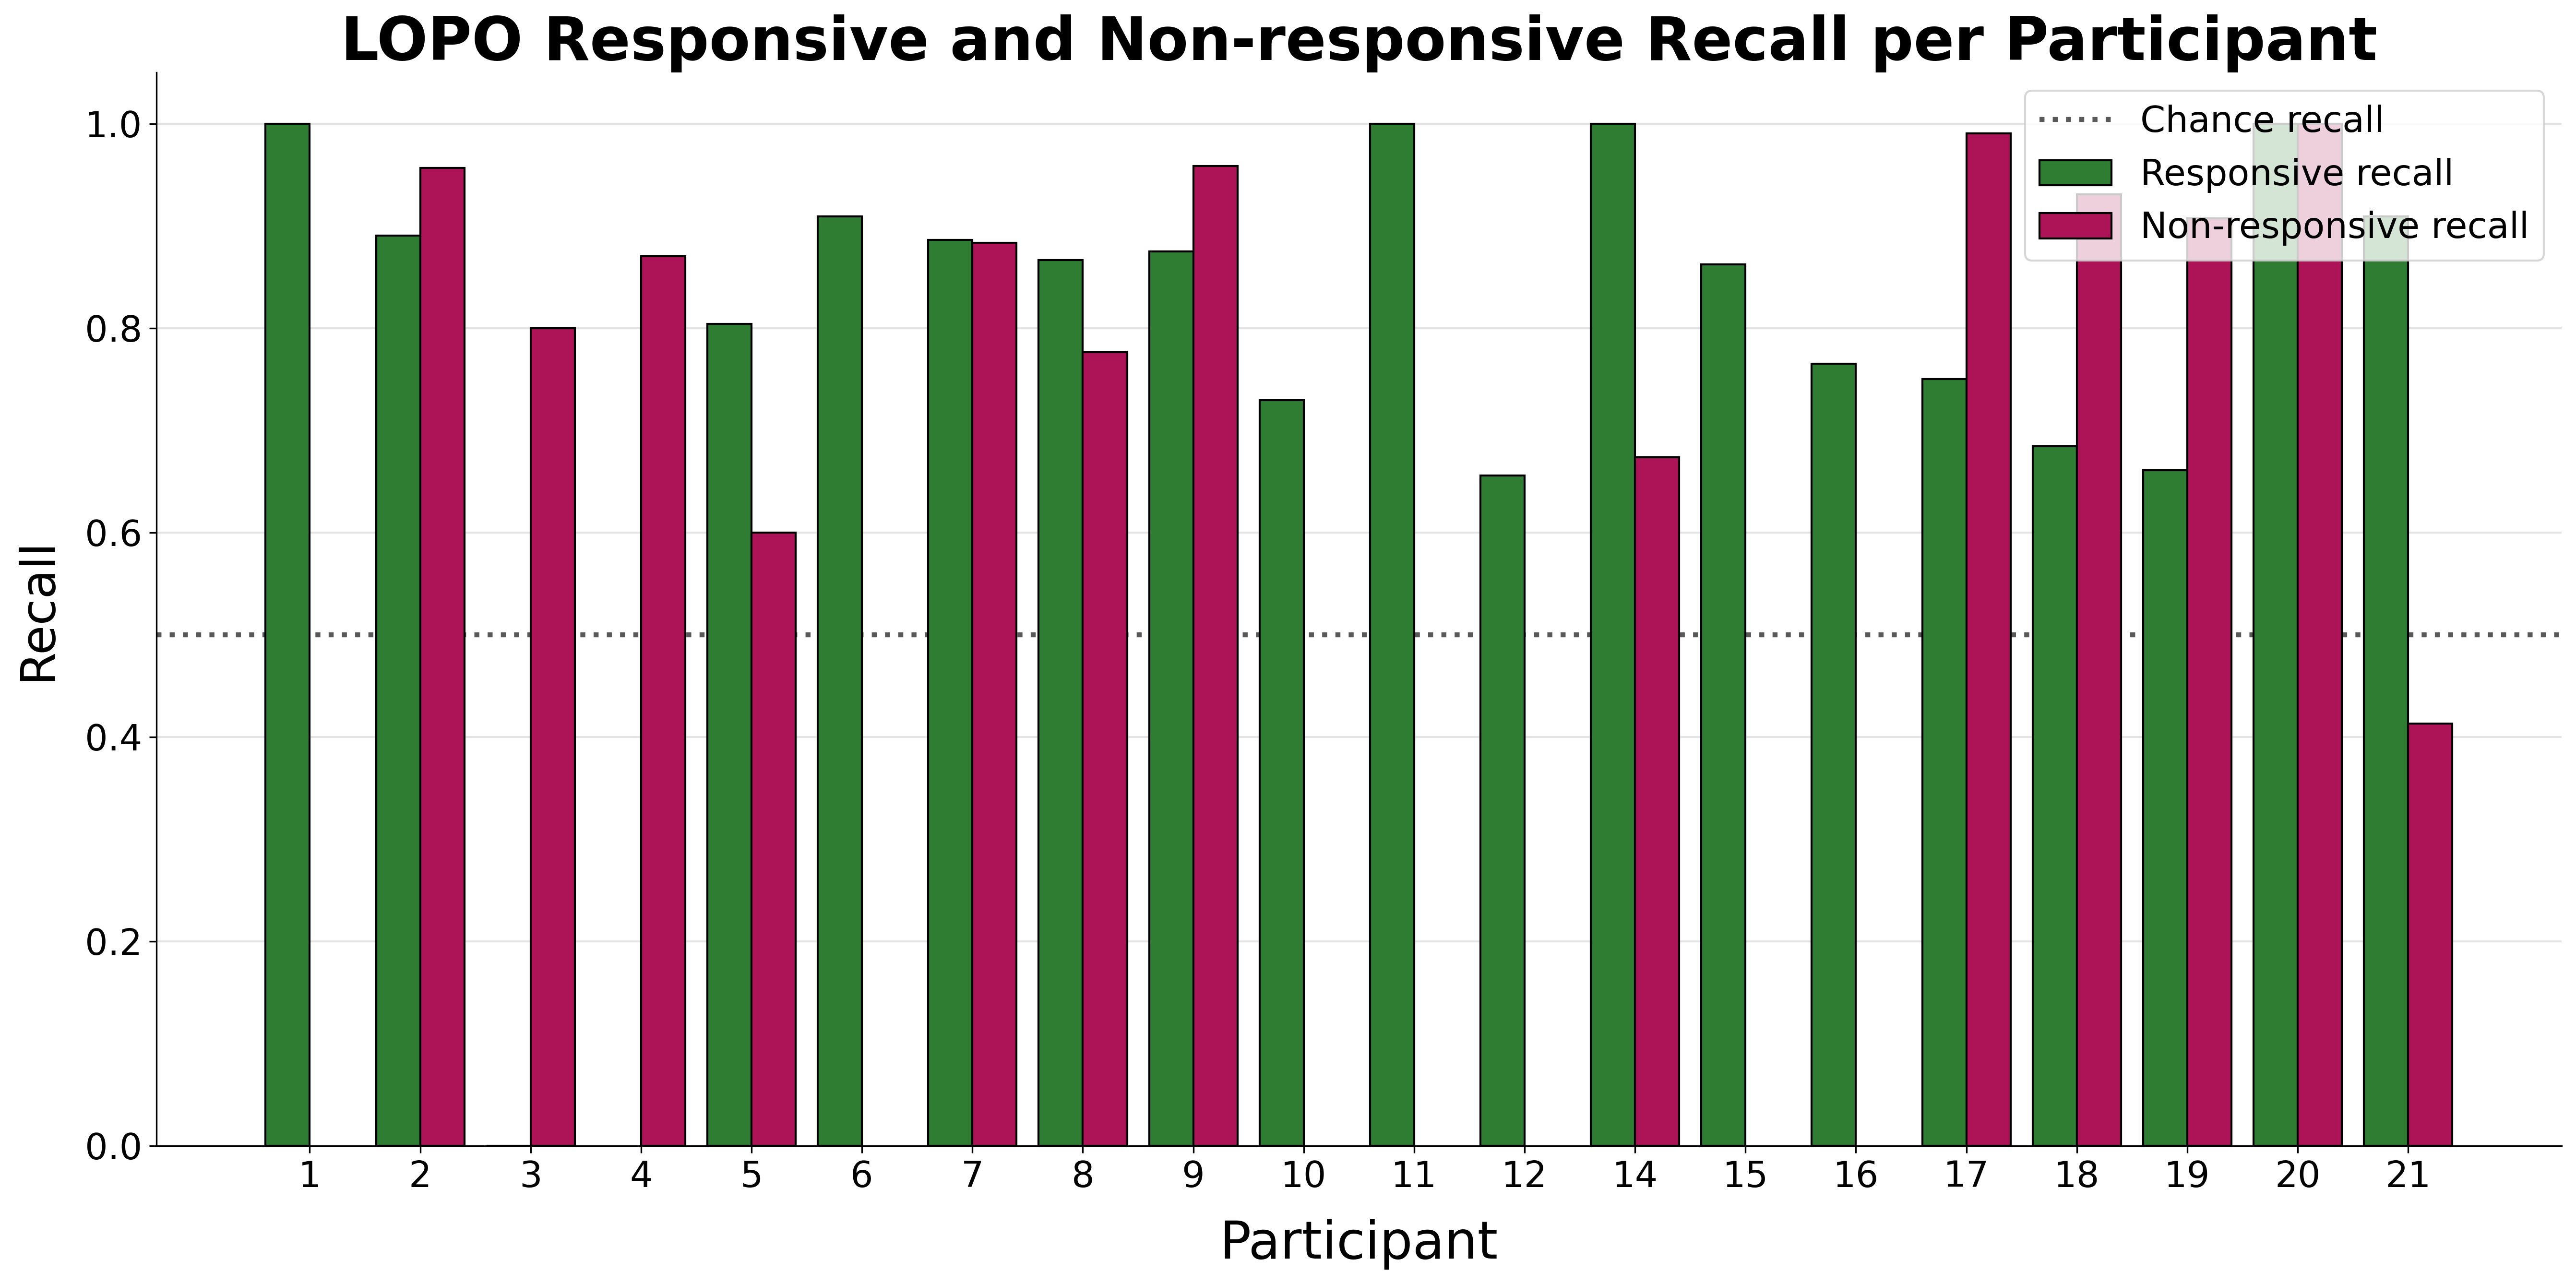 LOPO Responsive and Non-responsive Recall per Participant
Chance recall
Responsive recall
Non-responsive recall
1.0
0.8
0.6
0.4
0.2
0.0
Recall
1 2 3 4 5 6 7 8 9 10 11 12 14 15 16 17 18 19 20 21
Participant